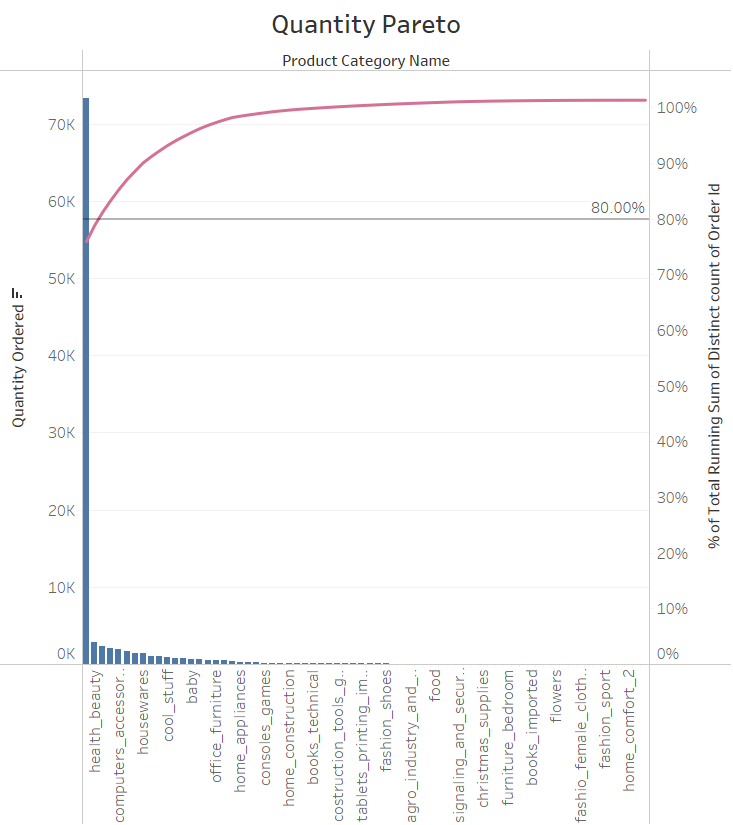 Quantity Pareto
Product Category Name
70K
60K
50K
40K
30K
20K
10K
0K
Quantity Ordered
80.00%
100%
90%
80%
70%
60%
50%
40%
30%
20%
10%
0%
% of Total Running Sum of Distinct count of Order Id
health_beauty
computers_accessor..
housewares
cool_stuff
baby
office_furniture
home_appliances
consoles_games
home_construction
books_technical
costruction_tools_g..
tablets_printing_im..
fashion_shoes
agro_industry_and_..
food
signaling_and_secur..
christmas_supplies
furniture_bedroom
books_imported
flowers
fashio_female_cloth..
fashion_sport
home_comfort_2